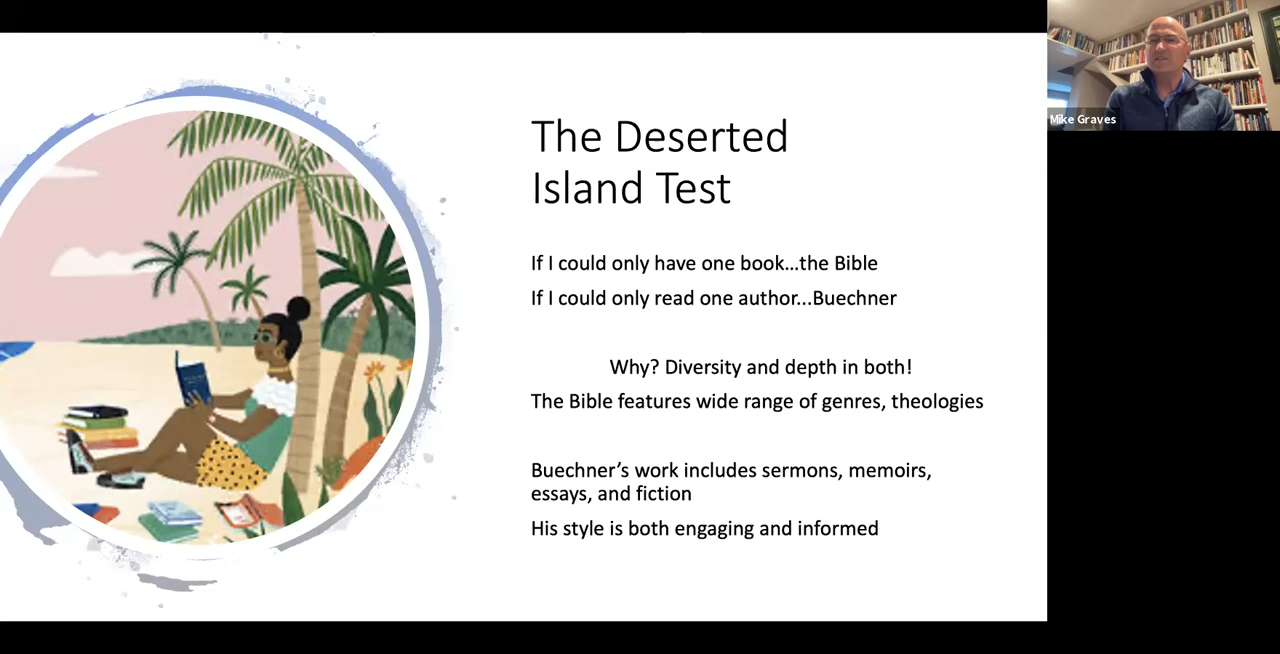 The Deserted
Island Test
If I could only have one book...the Bible
If I could only read one author...Buechner
Why? Diversity and depth in both!
The Bible features wide range of genres, theologies
Buechner's work includes sermons, memoirs,
essays, and fiction
His style is both engaging and informed
Mike Graves